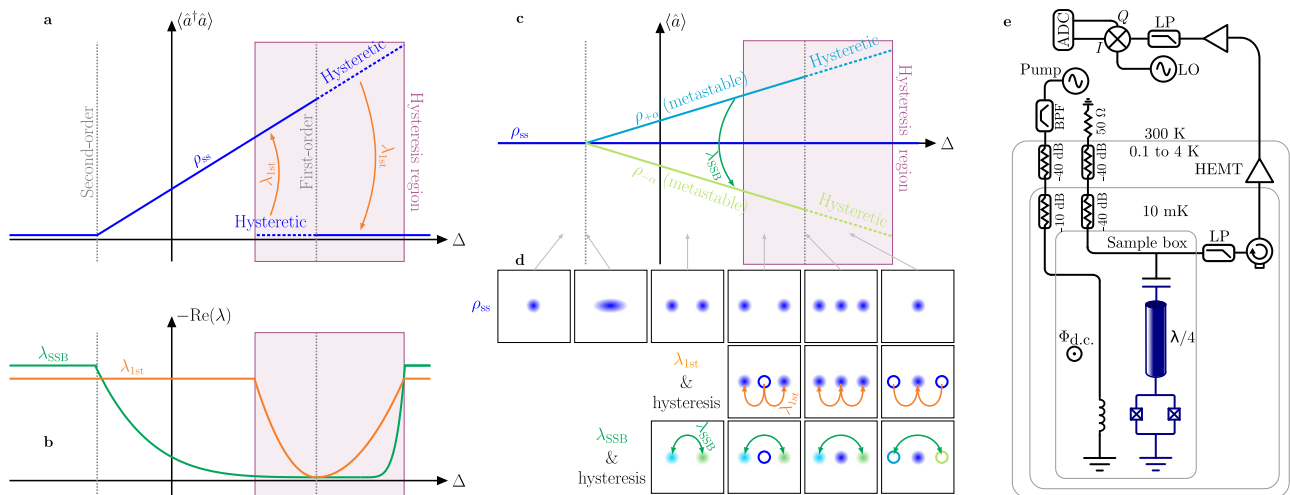 a
⟨â†â⟩
Second-order
ρss
λ1st
First-order
Hysteretic
λ1st
Hysteresis region
Hysteretic
Δ
−Re(λ)
λSSB
λ1st
b
Δ
c
⟨â⟩
Hysteretic
ρ+α (metastable)
ρss
Δ
λSSB
Hysteresis region
ρ−α (metastable)
Hysteretic
d
ρss
λ1st
&
hysteresis
λ1st
λSSB
&
hysteresis
λSSB
e
ADC
Q
I
LP
LO
Pump
BPF
50 Ω
300 K
0.1 to 4 K
-40 dB
-40 dB
HEMT
-10 dB
-40 dB
10 mK
Sample box
LP
Φd.c.
λ/4